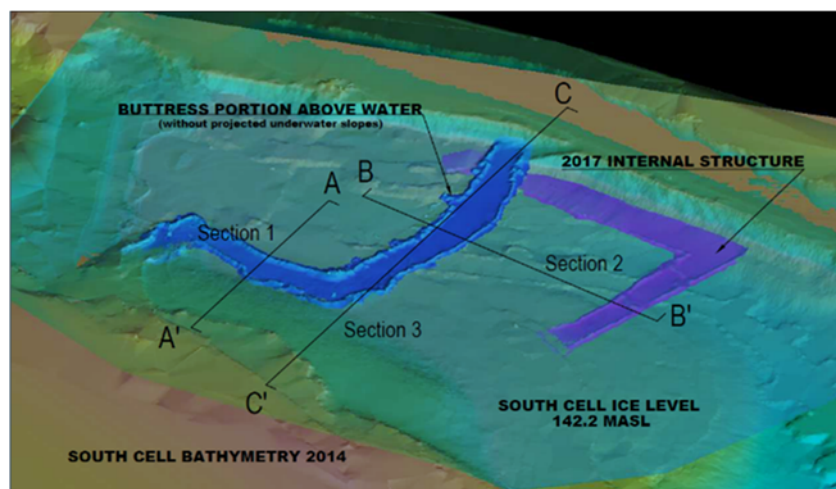 C
BUTTRESS PORTION ABOVE WATER
(without projected underwater slopes)
2017 INTERNAL STRUCTURE
A
B
Section 1
Section 2
A'
Section 3
B'
C'
SOUTH CELL ICE LEVEL
142.2 MASL
SOUTH CELL BATHYMETRY 2014